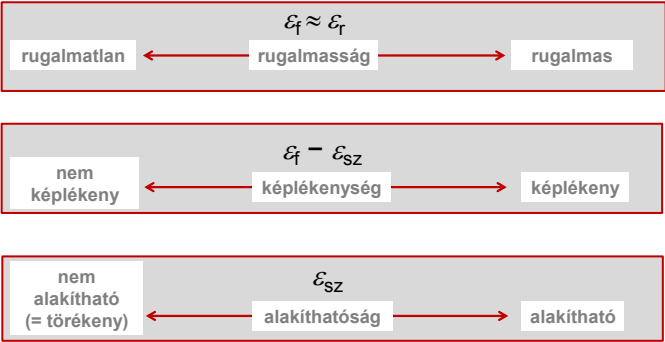 εf ≈ εr
rugalmatlan rugalmasság rugalmas
εf − εsz
nem
képlékeny képlékenység képlékeny
εsz
nem
alakítható
(= törékeny) alakíthatóság alakítható